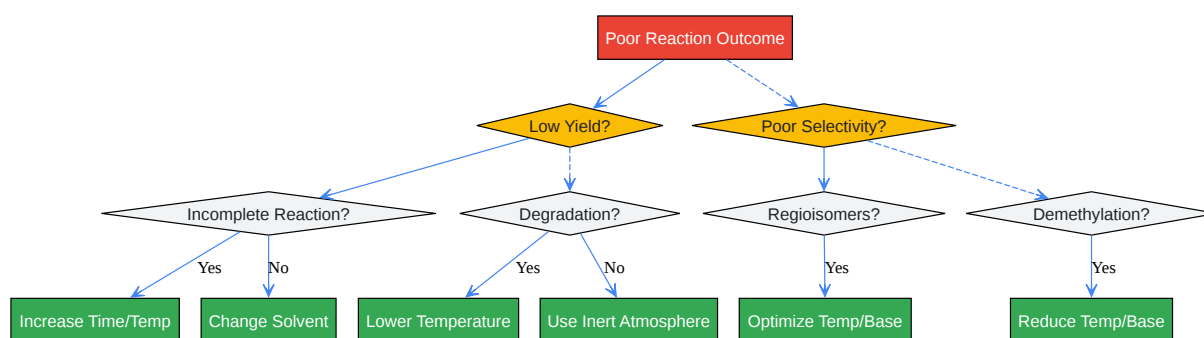 Poor Reaction Outcome
Low Yield?
Poor Selectivity?
Incomplete Reaction?
Degradation?
Regioisomers?
Demethylation?
Yes
No
Yes
No
Yes
Yes
Increase Time/Temp
Change Solvent
Lower Temperature
Use Inert Atmosphere
Optimize Temp/Base
Reduce Temp/Base